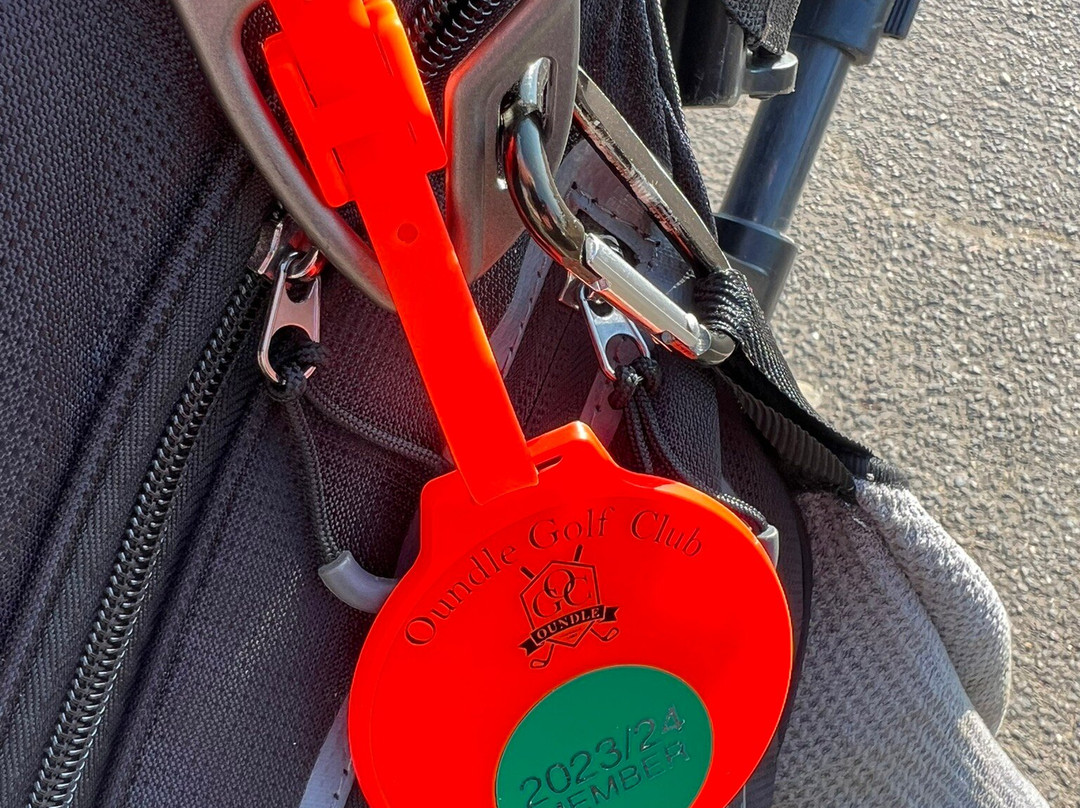 Oundle Golf Club
OGC
OUNDLE
2023/24
MEMBER